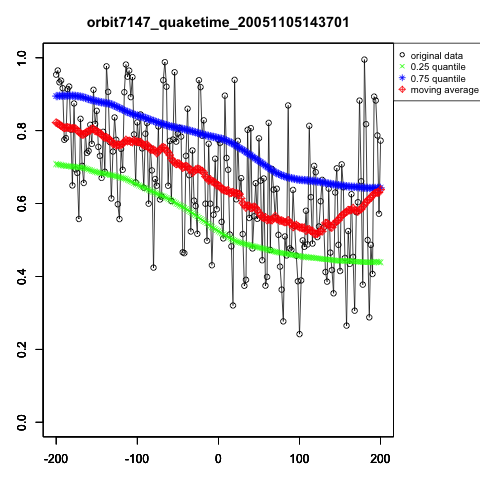 orbit7147_quaketime_20051105143701
original data
0.25 quantile
0.75 quantile
moving average
1.0
0.8
0.6
0.4
0.2
0.0
-200 -100 0 100 200